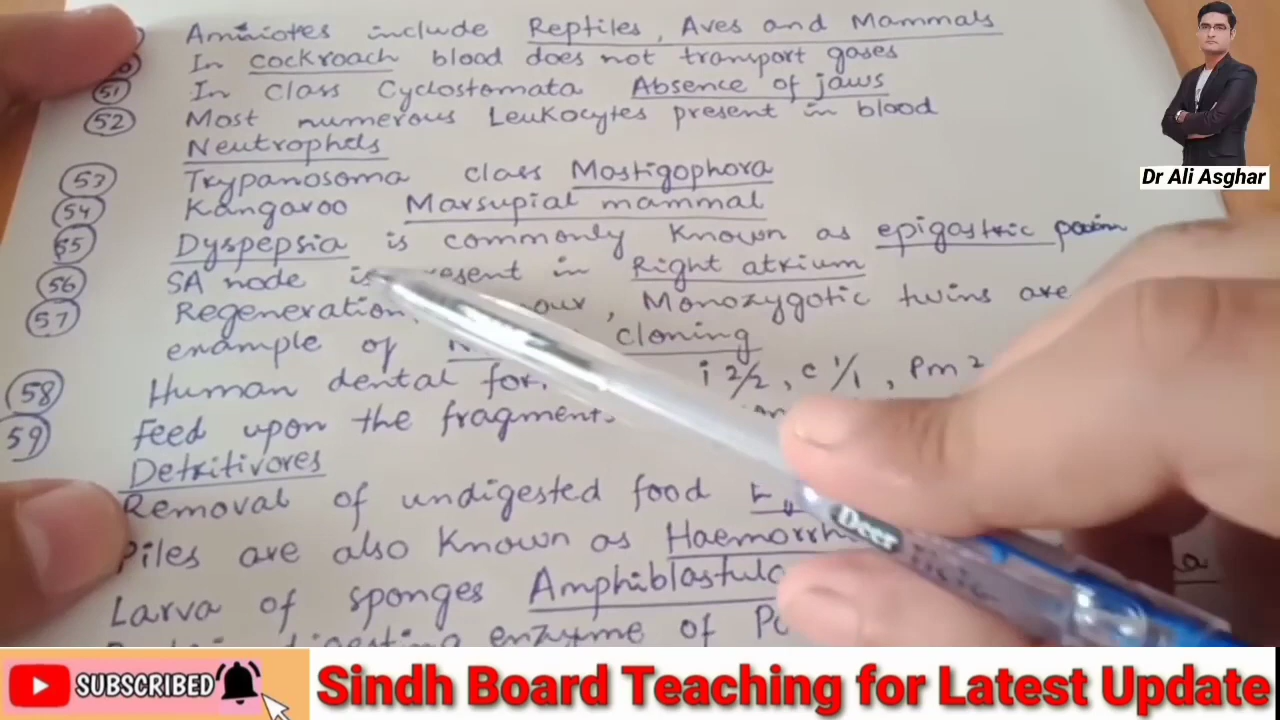 Amniotes include Reptiles, Aves and Mammals
In cockroach blood does not transport gases
51 In class Cyclostomata Absence of jaws
52 Most numerous Leukocytes present in blood
Neutrophels
53 Trypanosoma class Mastigophora
54 Kangaroo Marsupial mammal
55 Dyspepsia is commonly known as epigastric pain
56 SA node is resent in Right atrium
57 Regeneration, our, Monozygotic twins are
example of cloning
58 Human dental for. i 2/2, c 1/1, Pm 2
59 Feed upon the fragments
Detritivores
Removal of undigested food
Piles are also known as Haemorrh
Larva of sponges Amphiblastula
digesting enzyme of
Dr Ali Asghar
Deer
SUBSCRIBED
Sindh Board Teaching for Latest Update